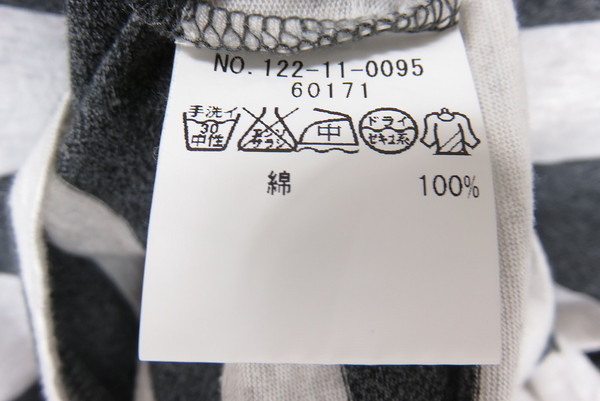 NO. 122-11-0095
60171
手洗イ
30
中性
エンソ
サラシ
中
ドライ
セキユ系
綿 100%